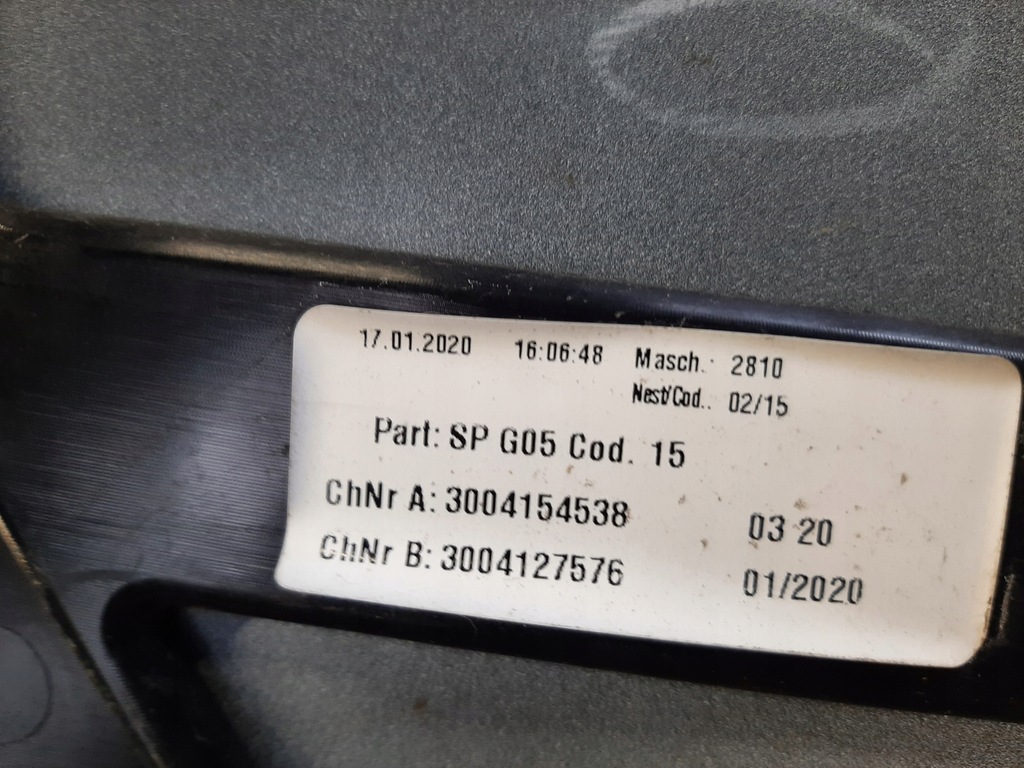 17.01.2020 16:06:48 Masch.: 2810
Nest/Cod.. 02/15
Part: SP G05 Cod. 15
ChNr A: 3004154538 03 20
ChNr B: 3004127576 01/2020